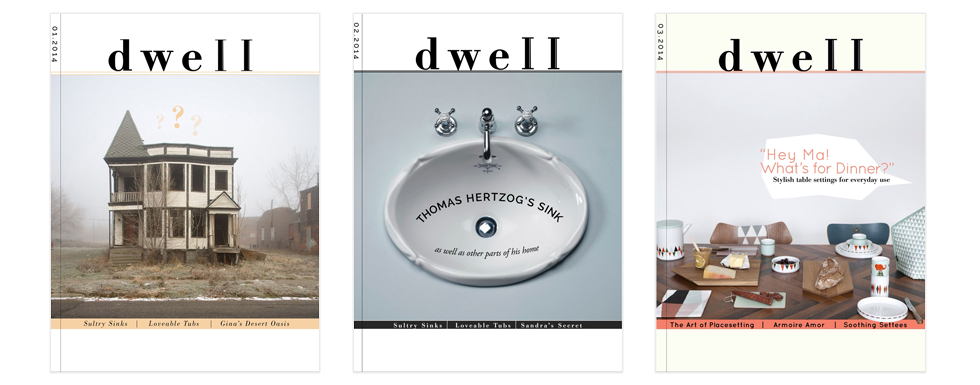 01.2014
dwell
? ? ?
Sultry Sinks | Loveable Tubs | Gina's Desert Oasis
02.2014
dwell
THOMAS HERTZOG'S SINK
as well as other parts of his home
Sultry Sinks | Loveable Tubs | Sandra's Secret
03.2014
dwell
"Hey Ma!
What's for Dinner?"
Stylish table settings for everyday use
The Art of Placesetting | Armoire Amor | Soothing Settees